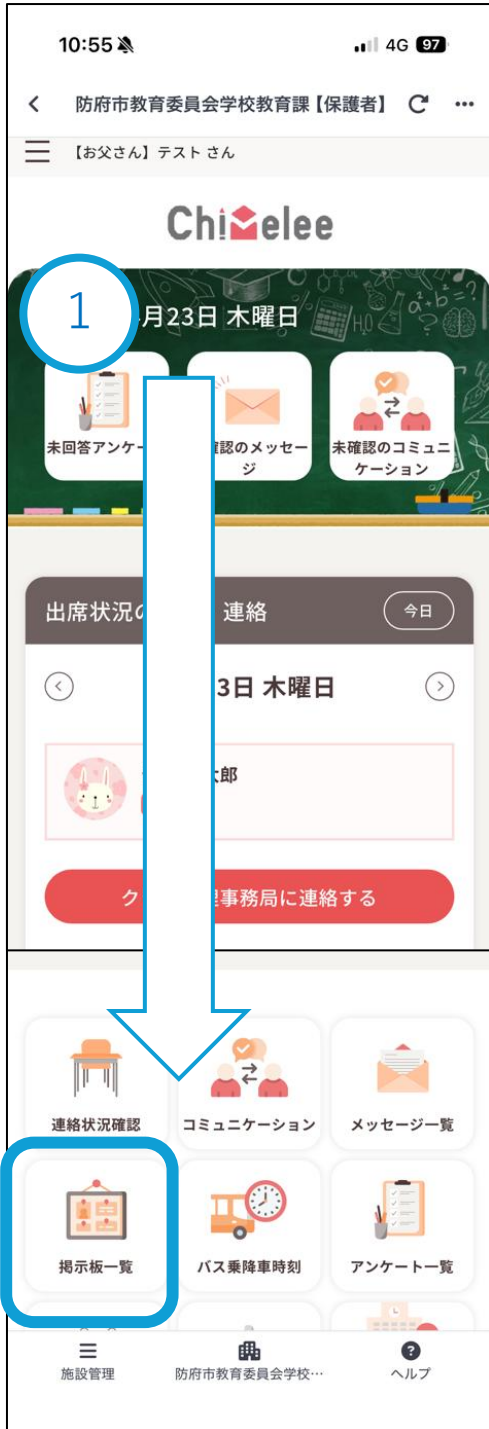 10:55
4G 97
防府市教育委員会学校教育課【保護者】
【お父さん】テスト さん
Chimelee
1
月23日 木曜日
H₂O
a²+b²=?
未回答アンケー
認のメッセー
ジ
未確認のコミュニ
ケーション
出席状況
連絡
今日
3日 木曜日
郎
ク
事務局に連絡する
連絡状況確認
コミュニケーション
メッセージ一覧
掲示板一覧
バス乗降車時刻
アンケート一覧
施設管理
防府市教育委員会学校…
ヘルプ